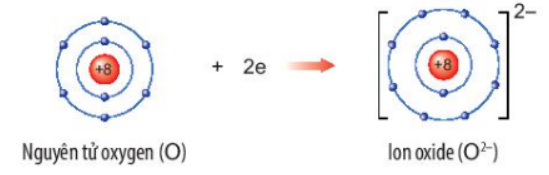 2–
+8 + 2e +8
Nguyên tử oxygen (O) Ion oxide (O²⁻)